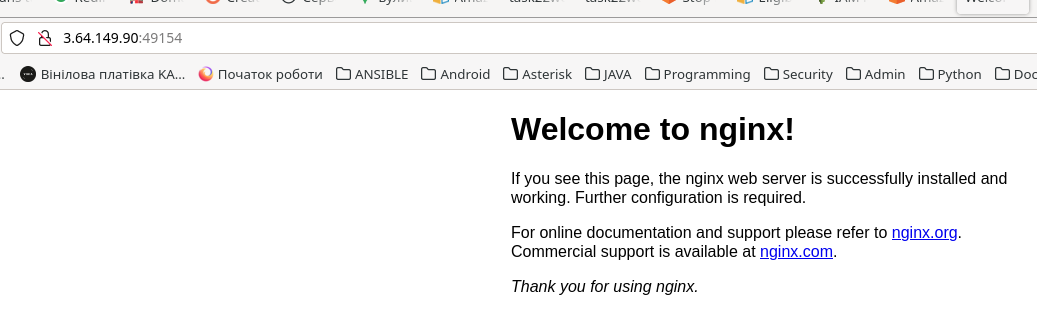 3.64.149.90:49154
Вінілова платівка KA... Початок роботи ANSIBLE Android Asterisk JAVA Programming Security Admin Python Doc
Welcome to nginx!
If you see this page, the nginx web server is successfully installed and
working. Further configuration is required.
For online documentation and support please refer to nginx.org.
Commercial support is available at nginx.com.
Thank you for using nginx.